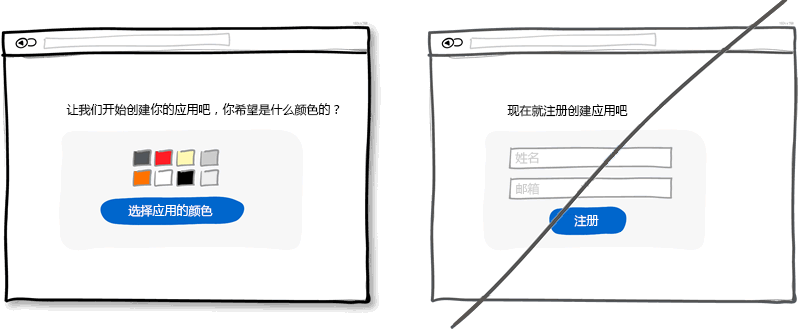 让我们开始创建你的应用吧，你希望是什么颜色的？
选择应用的颜色
现在就注册创建应用吧
姓名
邮箱
注册